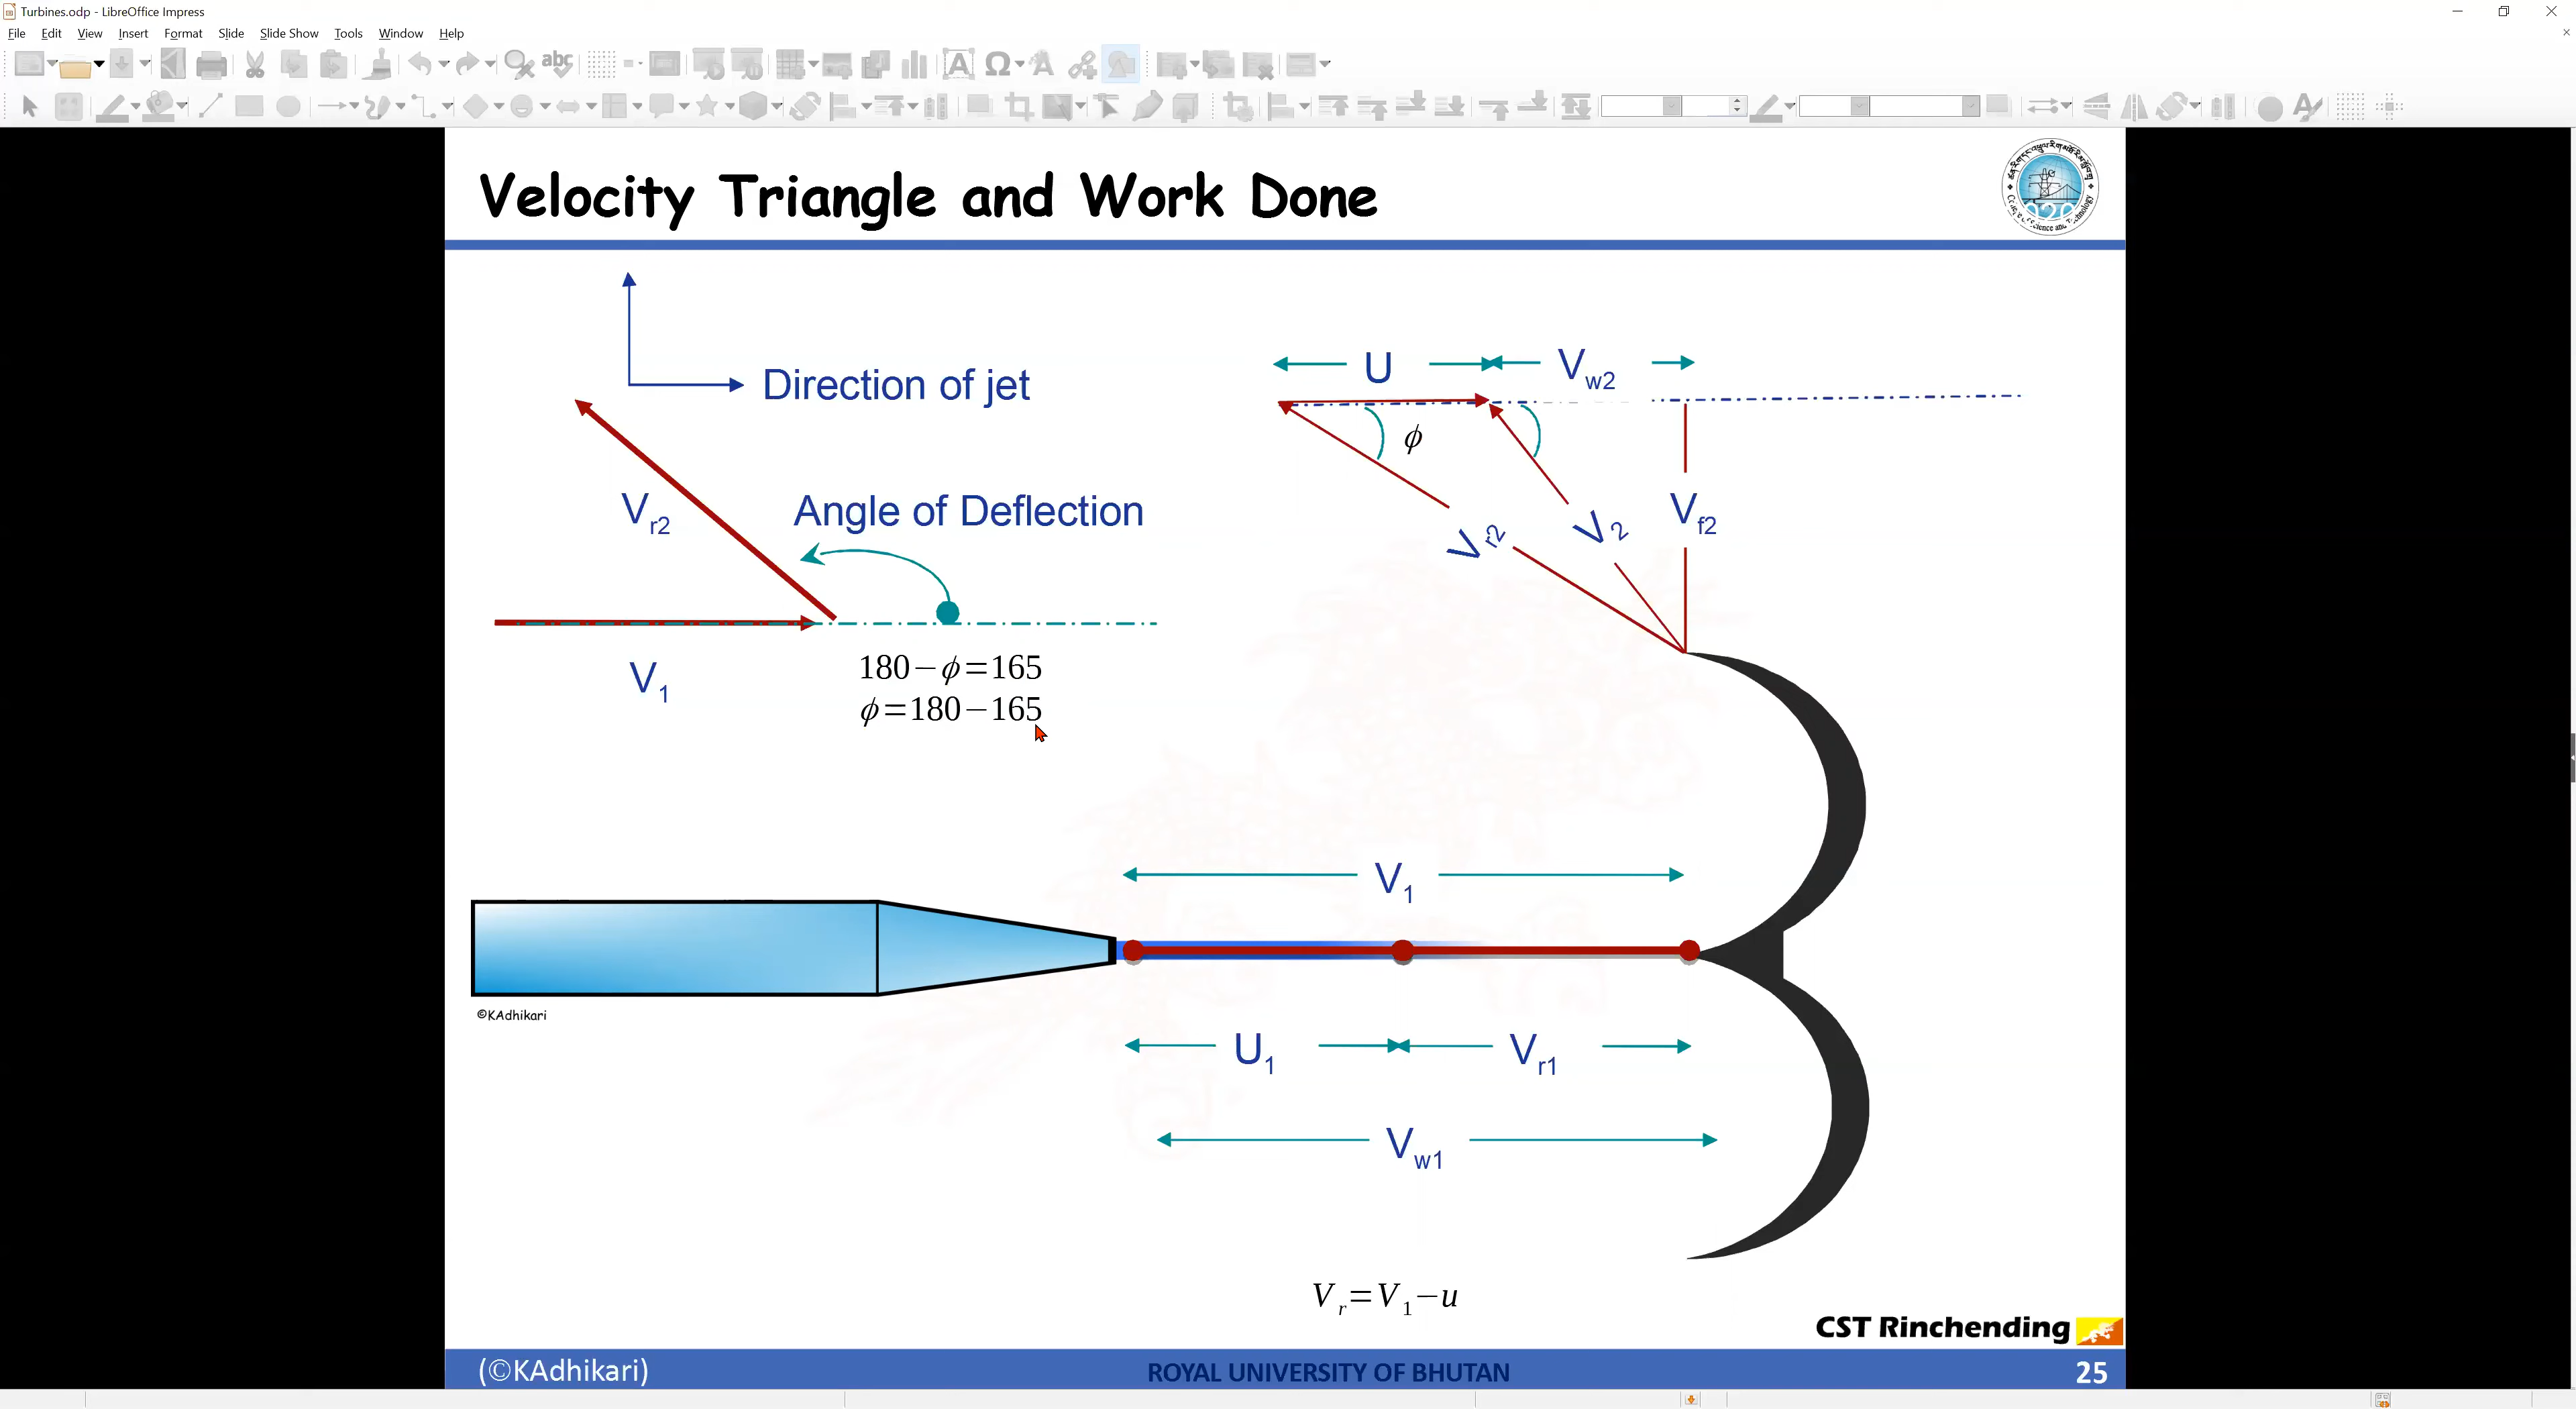 Turbines.odp - LibreOffice Impress
File Edit View Insert Format Slide Slide Show Tools Window Help
Velocity Triangle and Work Done
Direction of jet
U
Vw2
ϕ
Vr2
Angle of Deflection
Vr2
V2
Vf2
V1
180−ϕ=165
ϕ=180−165
V1
©KAdhikari
U1
Vr1
Vw1
Vr=V1−u
CST Rinchending
(©KAdhikari)
ROYAL UNIVERSITY OF BHUTAN
25